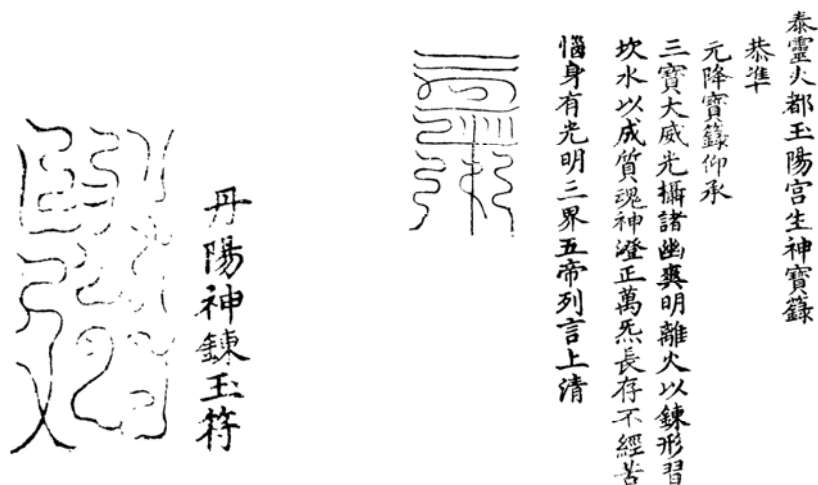 泰靈火都玉陽宮生神寶籙
恭準
元降寶籙仰承
三寶大威光攝諸幽爽明離火以鍊形習
坎水以成質魂神澄正萬炁長存不經苦
惱身有光明三界五帝列言上清
丹陽神鍊玉符